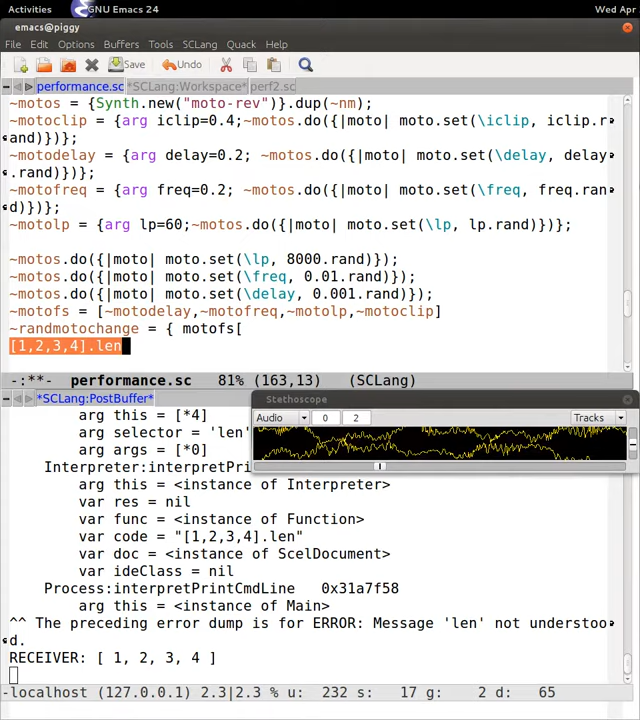 Activities GNU Emacs 24 Wed Apr
emacs@piggy
File Edit Options Buffers Tools SCLang Quack Help
Save Undo
performance.sc *SCLang:Workspace* perf2.sc
~motos = {Synth.new("moto-rev")}.dup(~nm);
~motoclip = {arg iclip=0.4;~motos.do({|moto| moto.set(\iclip, iclip.r
and)})};
~motodelay = {arg delay=0.2; ~motos.do({|moto| moto.set(\delay, delay
.rand)})};
~motofreq = {arg freq=0.2; ~motos.do({|moto| moto.set(\freq, freq.ran
d)})};
~motolp = {arg lp=60;~motos.do({|moto| moto.set(\lp, lp.rand)})};
~motos.do({|moto| moto.set(\lp, 8000.rand)});
~motos.do({|moto| moto.set(\freq, 0.01.rand)});
~motos.do({|moto| moto.set(\delay, 0.001.rand)});
~motofs = [~motodelay,~motofreq,~motolp,~motoclip]
~randmotochange = { motofs[
[1,2,3,4].len
-:**- performance.sc 81% (163,13) (SCLang)
*SCLang:PostBuffer*
Stethoscope
Audio 0 2 Tracks
arg this = [*4]
arg selector = 'len'
arg args = [*0]
Interpreter:interpretPri
arg this = <instance of Interpreter>
var res = nil
var func = <instance of Function>
var code = "[1,2,3,4].len"
var doc = <instance of ScelDocument>
var ideClass = nil
Process:interpretPrintCmdLine 0x31a7f58
arg this = <instance of Main>
^^ The preceding error dump is for ERROR: Message 'len' not understoo
d.
RECEIVER: [ 1, 2, 3, 4 ]
-localhost (127.0.0.1) 2.3|2.3 % u: 232 s: 17 g: 2 d: 65